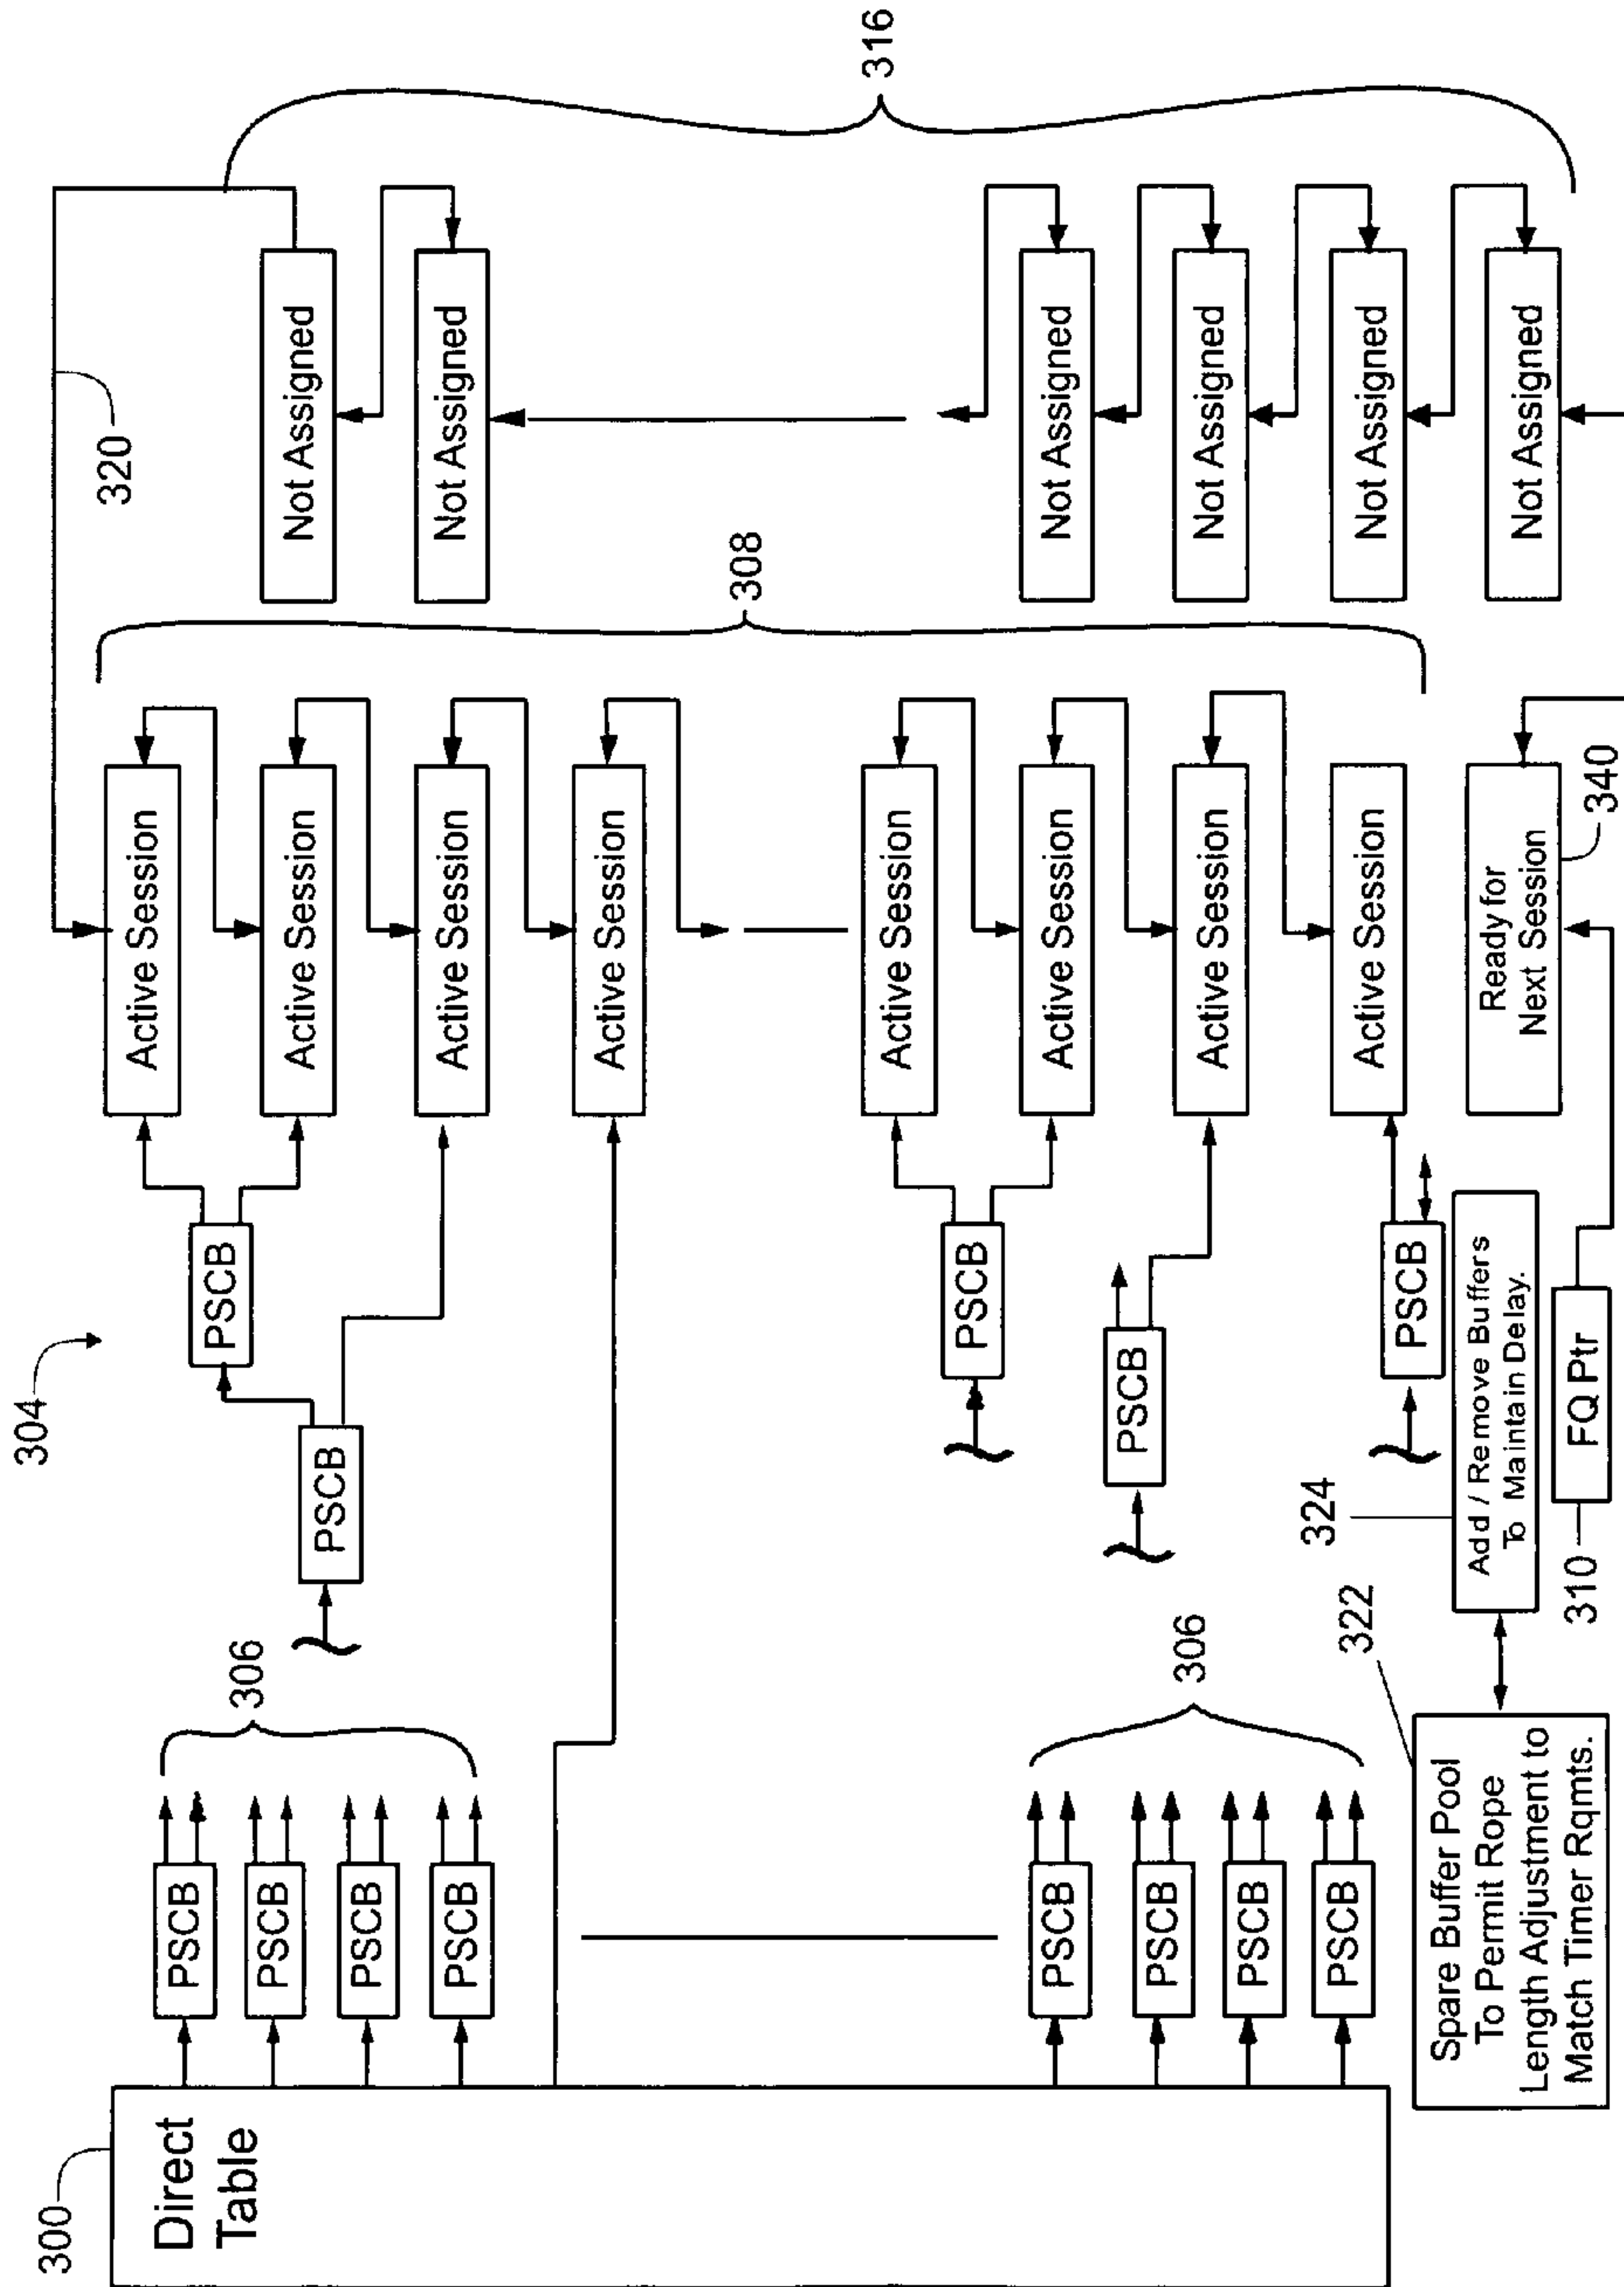 300
Direct
Table
PSCB
PSCB
PSCB
PSCB
306
PSCB
PSCB
PSCB
PSCB
306
322
Spare Buffer Pool
To Permit Rope
Length Adjustment to
Match Timer Rqmts.
304
PSCB
PSCB
PSCB
PSCB
PSCB
324
Add / Remove Buffers
To Maintain Delay.
310
FQ Ptr
Active Session
Active Session
Active Session
Active Session
Active Session
Active Session
Active Session
Active Session
308
Ready for
Next Session
340
320
Not Assigned
Not Assigned
Not Assigned
Not Assigned
Not Assigned
Not Assigned
316